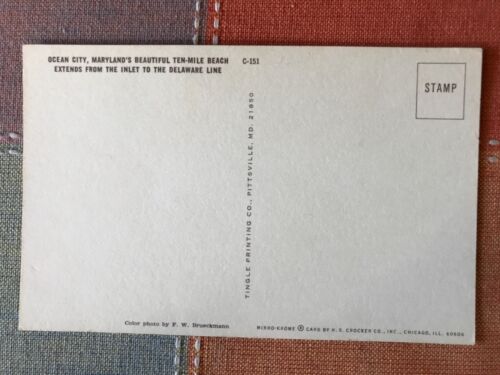 OCEAN CITY, MARYLAND'S BEAUTIFUL TEN-MILE BEACH C-151
EXTENDS FROM THE INLET TO THE DELAWARE LINE
STAMP
TINGLE PRINTING CO., PITTSVILLE, MD. 21850
Color photo by F. W. Brueckmann
MIRRO-KROME ® CARD BY H. S. CROCKER CO., INC., CHICAGO, ILL. 60606